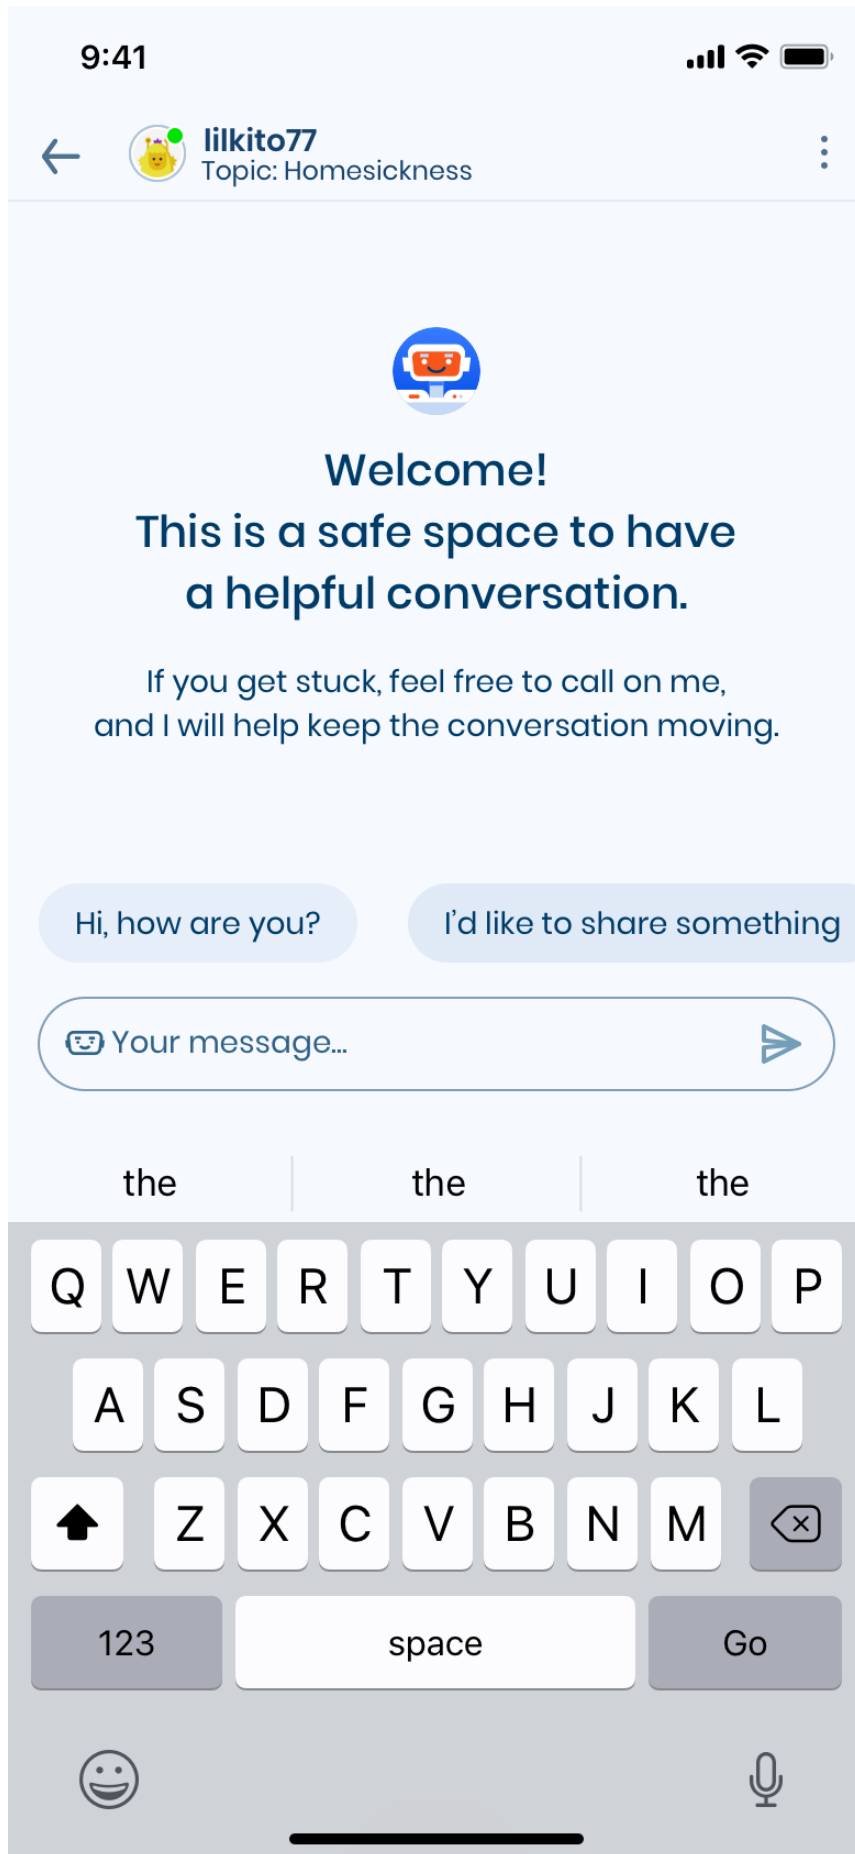 9:41
lilkito77
Topic: Homesickness
Welcome!
This is a safe space to have
a helpful conversation.
If you get stuck, feel free to call on me,
and I will help keep the conversation moving.
Hi, how are you?
I'd like to share something
Your message...
the the the
Q W E R T Y U I O P
A S D F G H J K L
Z X C V B N M
123 space Go